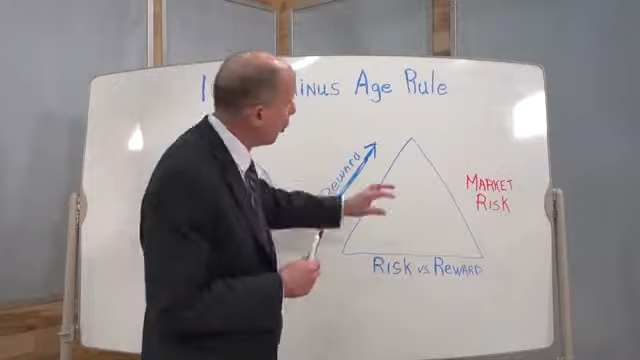 inus Age Rule
Reward
Market
Risk
Risk vs. Reward